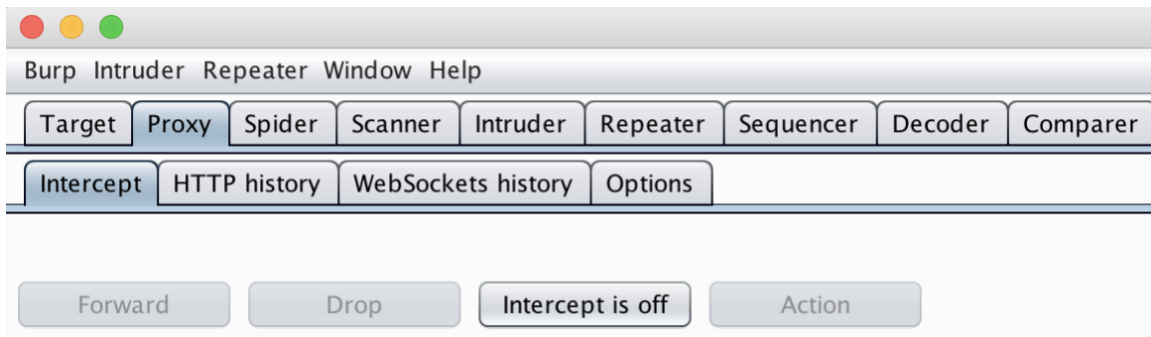 Burp Intruder Repeater Window Help
Target Proxy Spider Scanner Intruder Repeater Sequencer Decoder Comparer
Intercept HTTP history WebSockets history Options
Forward Drop Intercept is off Action